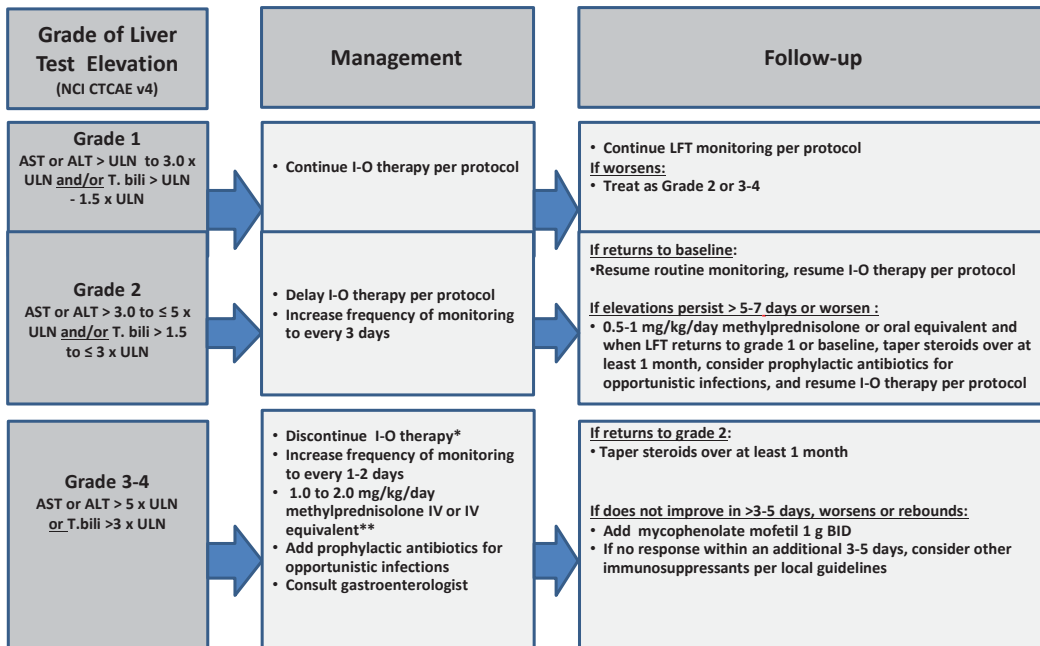 Grade of Liver
Test Elevation
(NCI CTCAE v4)
Management
Follow-up
Grade 1
AST or ALT > ULN to 3.0 x
ULN and/or T. bili > ULN
- 1.5 x ULN
• Continue I-O therapy per protocol
• Continue LFT monitoring per protocol
If worsens:
• Treat as Grade 2 or 3-4
Grade 2
AST or ALT > 3.0 to ≤ 5 x
ULN and/or T. bili > 1.5
to ≤ 3 x ULN
• Delay I-O therapy per protocol
• Increase frequency of monitoring
to every 3 days
If returns to baseline:
•Resume routine monitoring, resume I-O therapy per protocol
If elevations persist > 5-7 days or worsen :
• 0.5-1 mg/kg/day methylprednisolone or oral equivalent and
when LFT returns to grade 1 or baseline, taper steroids over at
least 1 month, consider prophylactic antibiotics for
opportunistic infections, and resume I-O therapy per protocol
Grade 3-4
AST or ALT > 5 x ULN
or T.bili >3 x ULN
• Discontinue I-O therapy*
• Increase frequency of monitoring
to every 1-2 days
• 1.0 to 2.0 mg/kg/day
methylprednisolone IV or IV
equivalent**
• Add prophylactic antibiotics for
opportunistic infections
• Consult gastroenterologist
If returns to grade 2:
• Taper steroids over at least 1 month
If does not improve in >3-5 days, worsens or rebounds:
• Add mycophenolate mofetil 1 g BID
• If no response within an additional 3-5 days, consider other
immunosuppressants per local guidelines